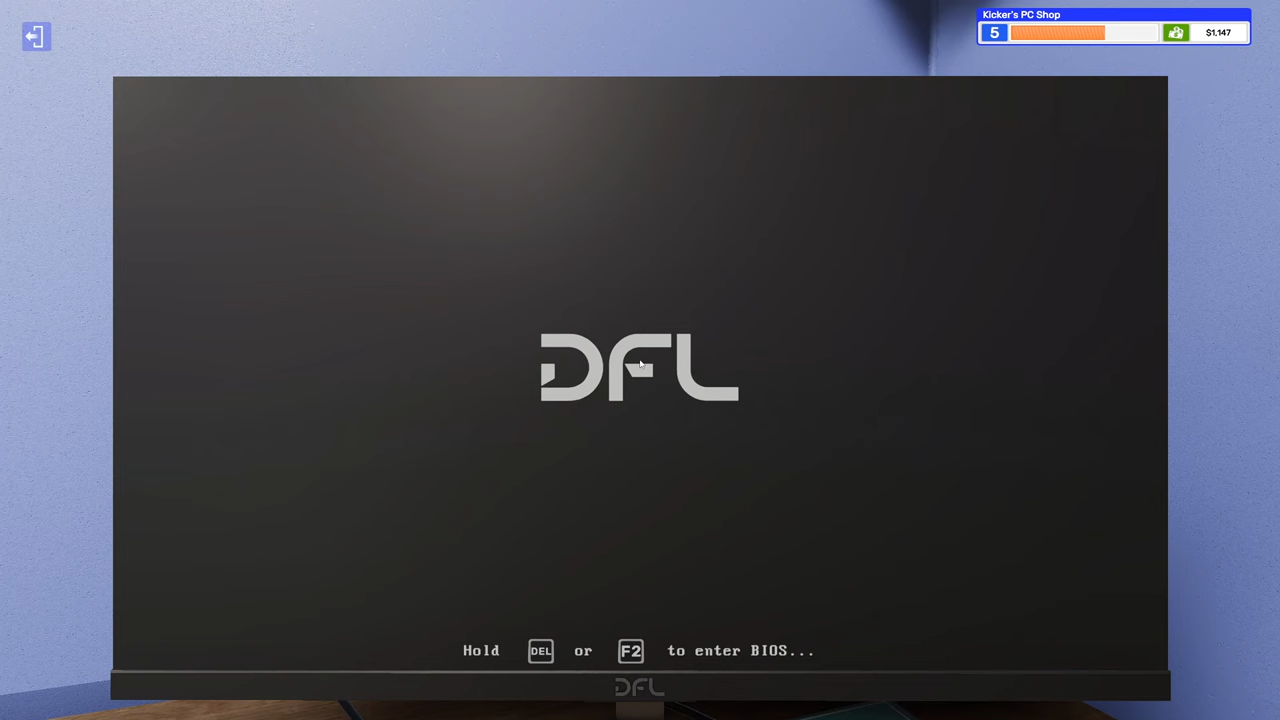 Kicker's PC Shop
5
$1,147
DFL
Hold DEL or F2 to enter BIOS...
DFL